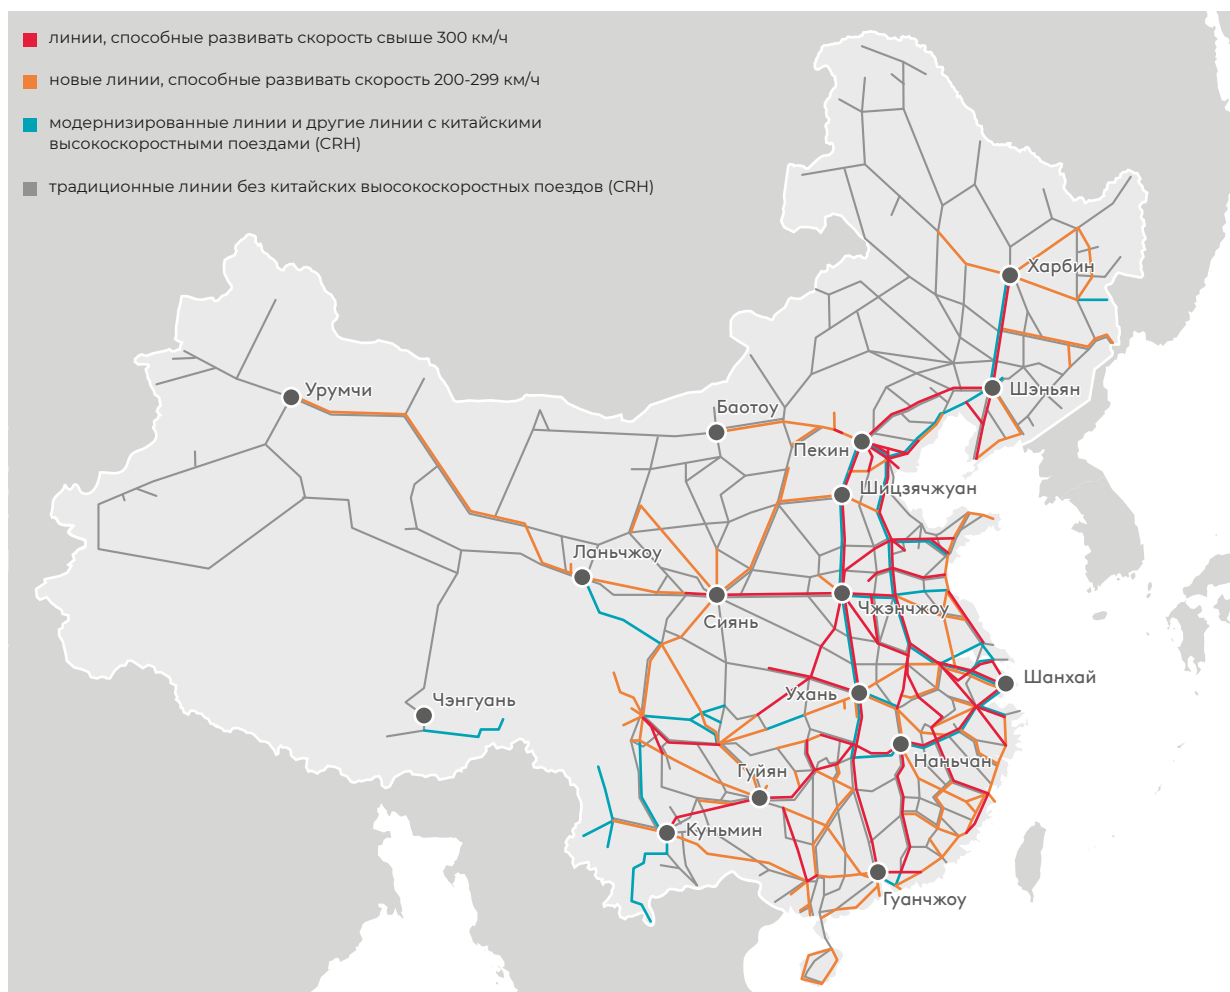 линии, способные развивать скорость свыше 300 км/ч
новые линии, способные развивать скорость 200-299 км/ч
модернизированные линии и другие линии с китайскими
высокоскоростными поездами (CRH)
традиционные линии без китайских выосокоскоростных поездов (CRH)
Харбин
Урумчи
Шэньян
Баотоу
Пекин
Шицзячжуан
Ланьчжоу
Чжэнчжоу
Сиянь
Шанхай
Ухань
Чэнгуань
Наньчан
Гуйян
Куньмин
Гуанчжоу